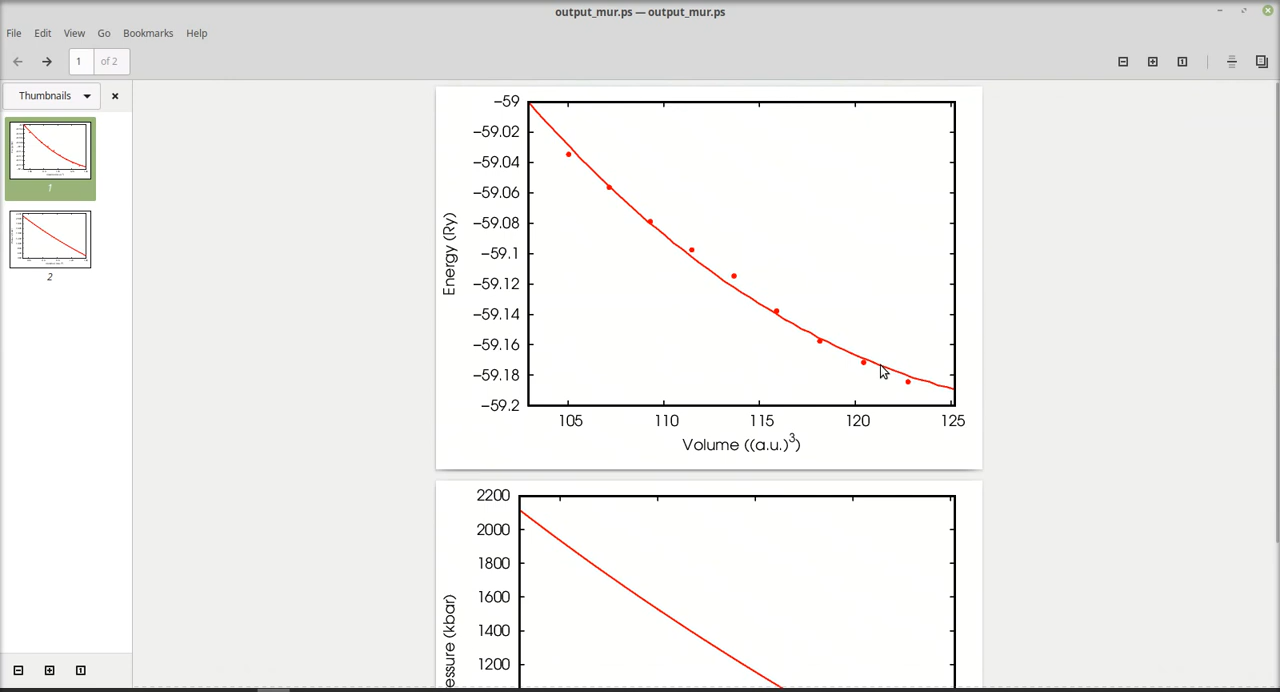 output_mur.ps — output_mur.ps
File Edit View Go Bookmarks Help
1 of 2
Thumbnails
1
2
−59
−59.02
−59.04
−59.06
−59.08
−59.1
−59.12
−59.14
−59.16
−59.18
−59.2
Energy (Ry)
105 110 115 120 125
Volume ((a.u.)³)
2200
2000
1800
1600
1400
1200
essure (kbar)